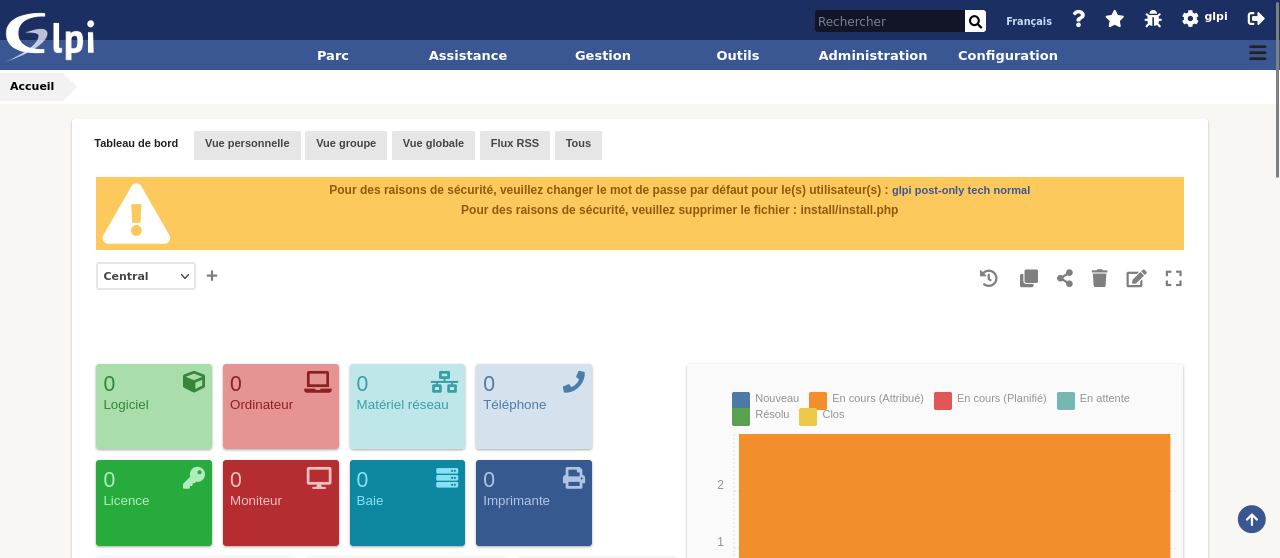 Glpi
Rechercher
Français
?
glpi
Parc
Assistance
Gestion
Outils
Administration
Configuration
Accueil
Tableau de bord
Vue personnelle
Vue groupe
Vue globale
Flux RSS
Tous
Pour des raisons de sécurité, veuillez changer le mot de passe par défaut pour le(s) utilisateur(s) : glpi post-only tech normal
Pour des raisons de sécurité, veuillez supprimer le fichier : install/install.php
Central
+
0
Logiciel
0
Ordinateur
0
Matériel réseau
0
Téléphone
0
Licence
0
Moniteur
0
Baie
0
Imprimante
Nouveau
En cours (Attribué)
En cours (Planifié)
En attente
Résolu
Clos
2
1